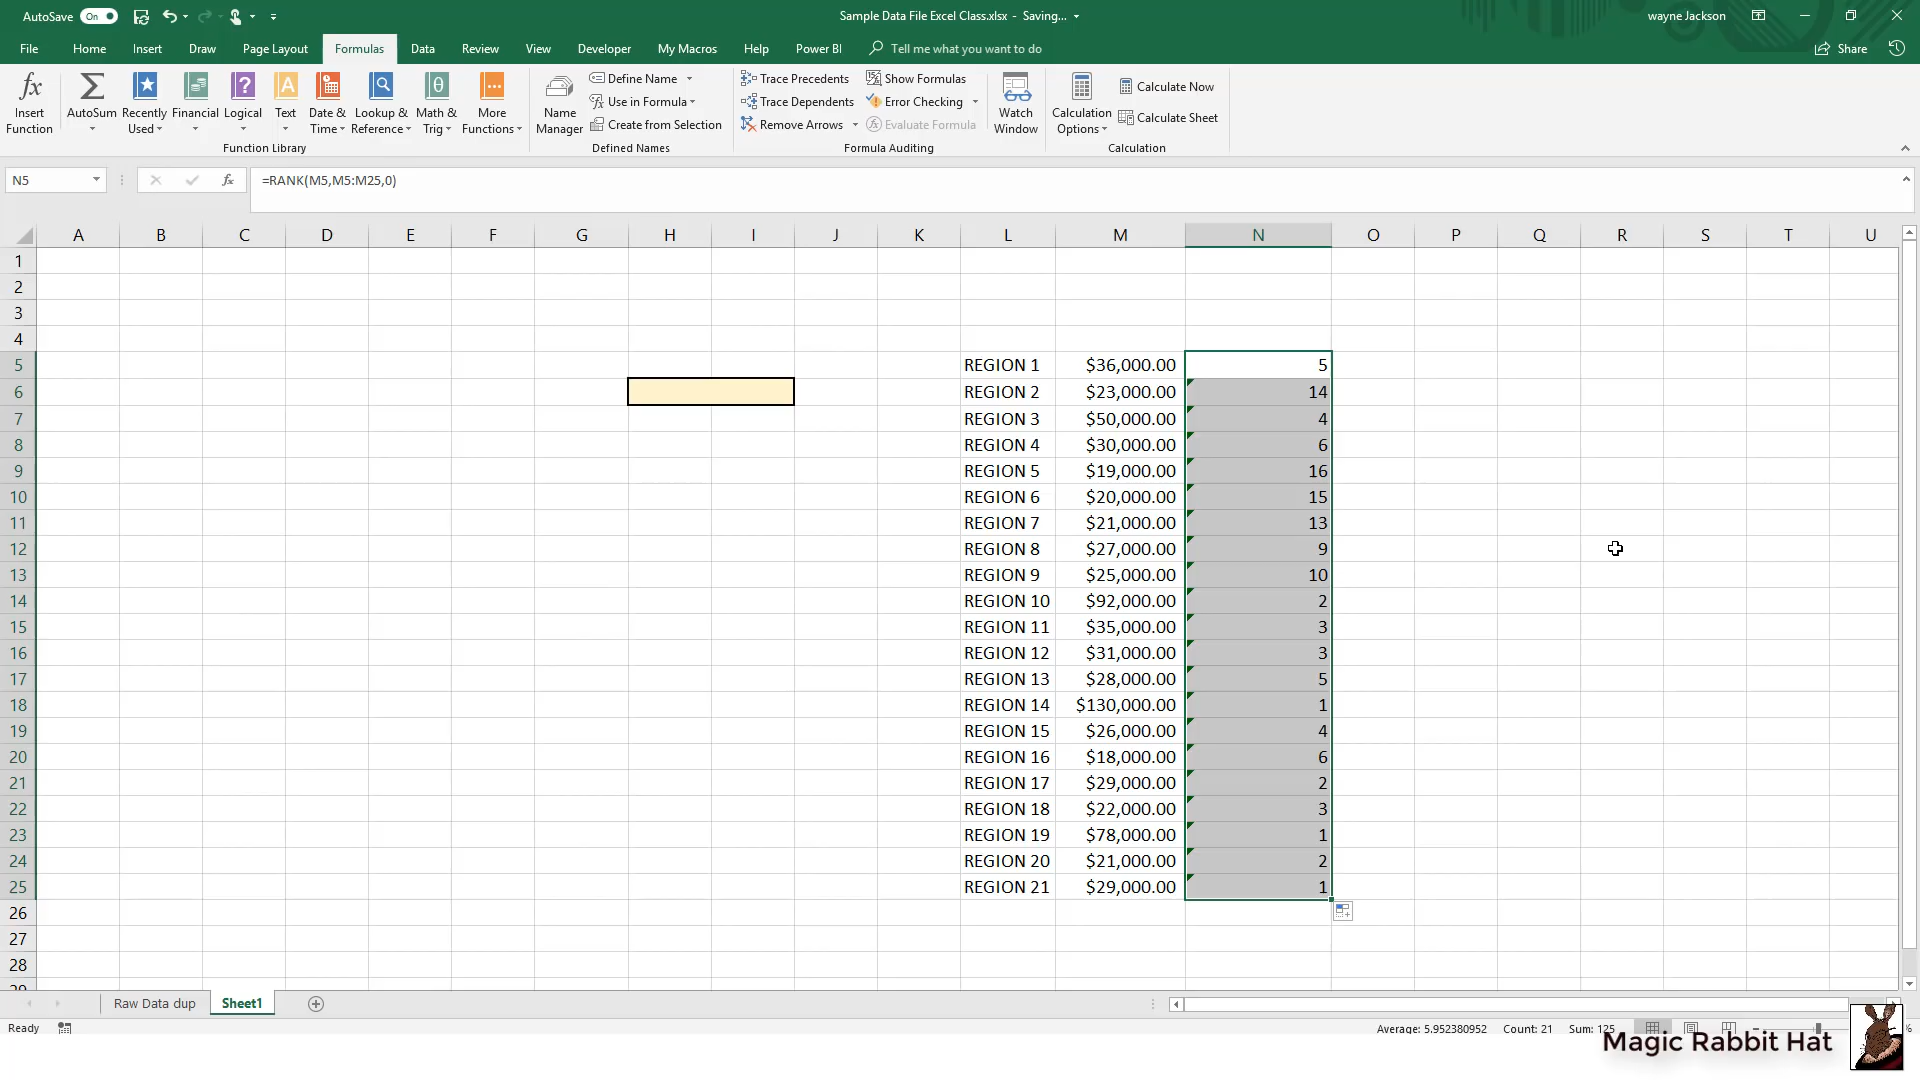 AutoSave On Sample Data File Excel Class.xlsx - Saving... wayne Jackson
File Home Insert Draw Page Layout Formulas Data Review View Developer My Macros Help Power BI Tell me what you want to do Share
fx Insert Function
AutoSum
Recently Used
Financial
Logical
Text
Date & Time
Lookup & Reference
Math & Trig
More Functions
Function Library
Name Manager
Define Name
Use in Formula
Create from Selection
Defined Names
Trace Precedents
Trace Dependents
Remove Arrows
Show Formulas
Error Checking
Evaluate Formula
Formula Auditing
Watch Window
Calculation Options
Calculate Now
Calculate Sheet
Calculation
N5 fx =RANK(M5,M5:M25,0)
A B C D E F G H I J K L M N O P Q R S T U
1
2
3
4
5 REGION 1 $36,000.00 5
6 REGION 2 $23,000.00 14
7 REGION 3 $50,000.00 4
8 REGION 4 $30,000.00 6
9 REGION 5 $19,000.00 16
10 REGION 6 $20,000.00 15
11 REGION 7 $21,000.00 13
12 REGION 8 $27,000.00 9
13 REGION 9 $25,000.00 10
14 REGION 10 $92,000.00 2
15 REGION 11 $35,000.00 3
16 REGION 12 $31,000.00 3
17 REGION 13 $28,000.00 5
18 REGION 14 $130,000.00 1
19 REGION 15 $26,000.00 4
20 REGION 16 $18,000.00 6
21 REGION 17 $29,000.00 2
22 REGION 18 $22,000.00 3
23 REGION 19 $78,000.00 1
24 REGION 20 $21,000.00 2
25 REGION 21 $29,000.00 1
26
27
28
Raw Data dup Sheet1
Ready Average: 5.952380952 Count: 21 Sum: 125 %
Magic Rabbit Hat